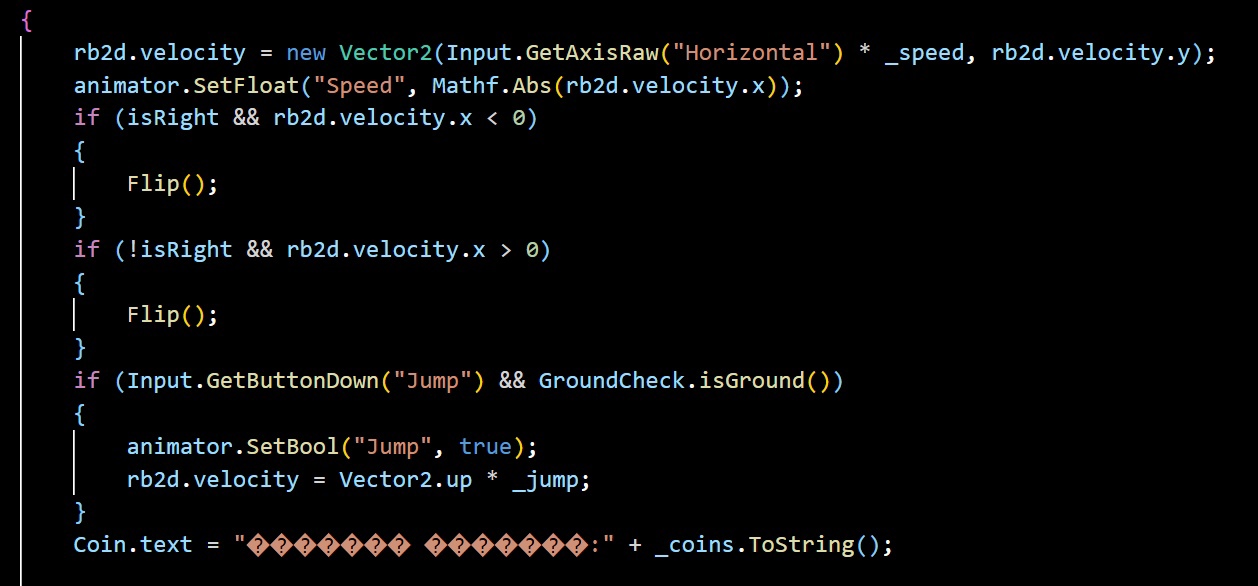 {
rb2d.velocity = new Vector2(Input.GetAxisRaw("Horizontal") * _speed, rb2d.velocity.y);
animator.SetFloat("Speed", Mathf.Abs(rb2d.velocity.x));
if (isRight && rb2d.velocity.x < 0)
{
Flip();
}
if (!isRight && rb2d.velocity.x > 0)
{
Flip();
}
if (Input.GetButtonDown("Jump") && GroundCheck.isGround())
{
animator.SetBool("Jump", true);
rb2d.velocity = Vector2.up * _jump;
}
Coin.text = "������� �������:" + _coins.ToString();